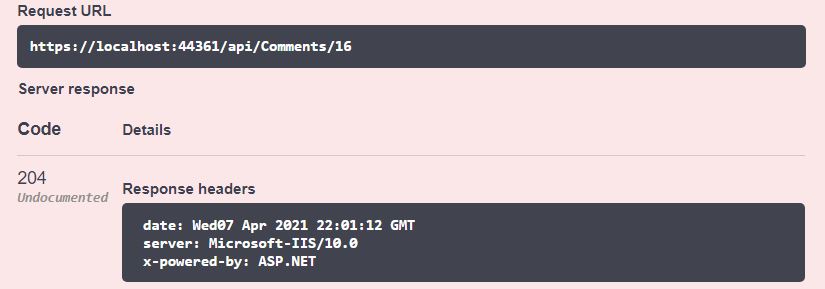 Request URL
https://localhost:44361/api/Comments/16
Server response
Code Details
204
Undocumented
Response headers
date: Wed07 Apr 2021 22:01:12 GMT
server: Microsoft-IIS/10.0
x-powered-by: ASP.NET